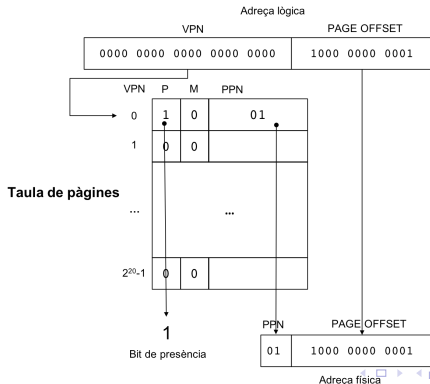 Adreça lògica
VPN PAGE OFFSET
0000 0000 0000 0000 0000 1000 0000 0001
VPN P M PPN
0 1 0 01
1 0 0
Taula de pàgines
... ...
2²⁰-1 0 0
1
Bit de presència
PPN PAGE OFFSET
01 1000 0000 0001
Adreça física